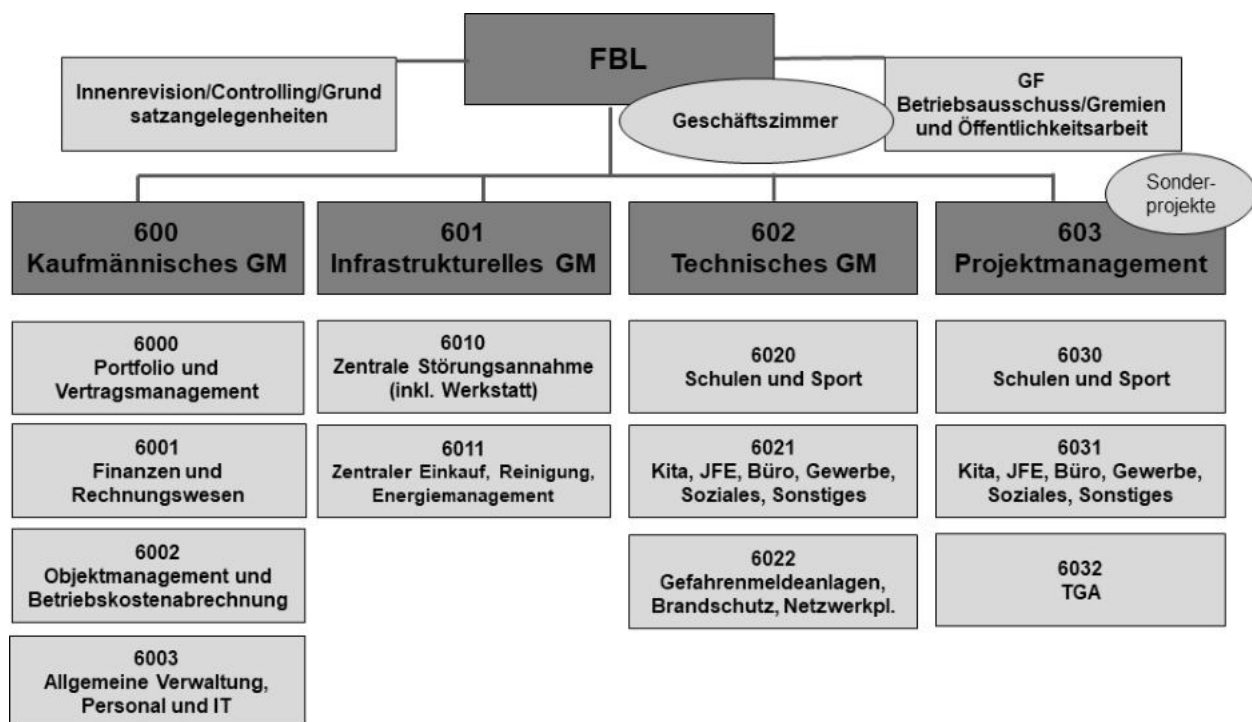 FBL
Innenrevision/Controlling/Grund
satzangelegenheiten
Geschäftszimmer
GF
Betriebsausschuss/Gremien
und Öffentlichkeitsarbeit
Sonder-
projekte
600
Kaufmännisches GM
601
Infrastrukturelles GM
602
Technisches GM
603
Projektmanagement
6000
Portfolio und
Vertragsmanagement
6010
Zentrale Störungsannahme
(inkl. Werkstatt)
6020
Schulen und Sport
6030
Schulen und Sport
6001
Finanzen und
Rechnungswesen
6011
Zentraler Einkauf, Reinigung,
Energiemanagement
6021
Kita, JFE, Büro, Gewerbe,
Soziales, Sonstiges
6031
Kita, JFE, Büro, Gewerbe,
Soziales, Sonstiges
6002
Objektmanagement und
Betriebskostenabrechnung
6022
Gefahrenmeldeanlagen,
Brandschutz, Netzwerkpl.
6032
TGA
6003
Allgemeine Verwaltung,
Personal und IT